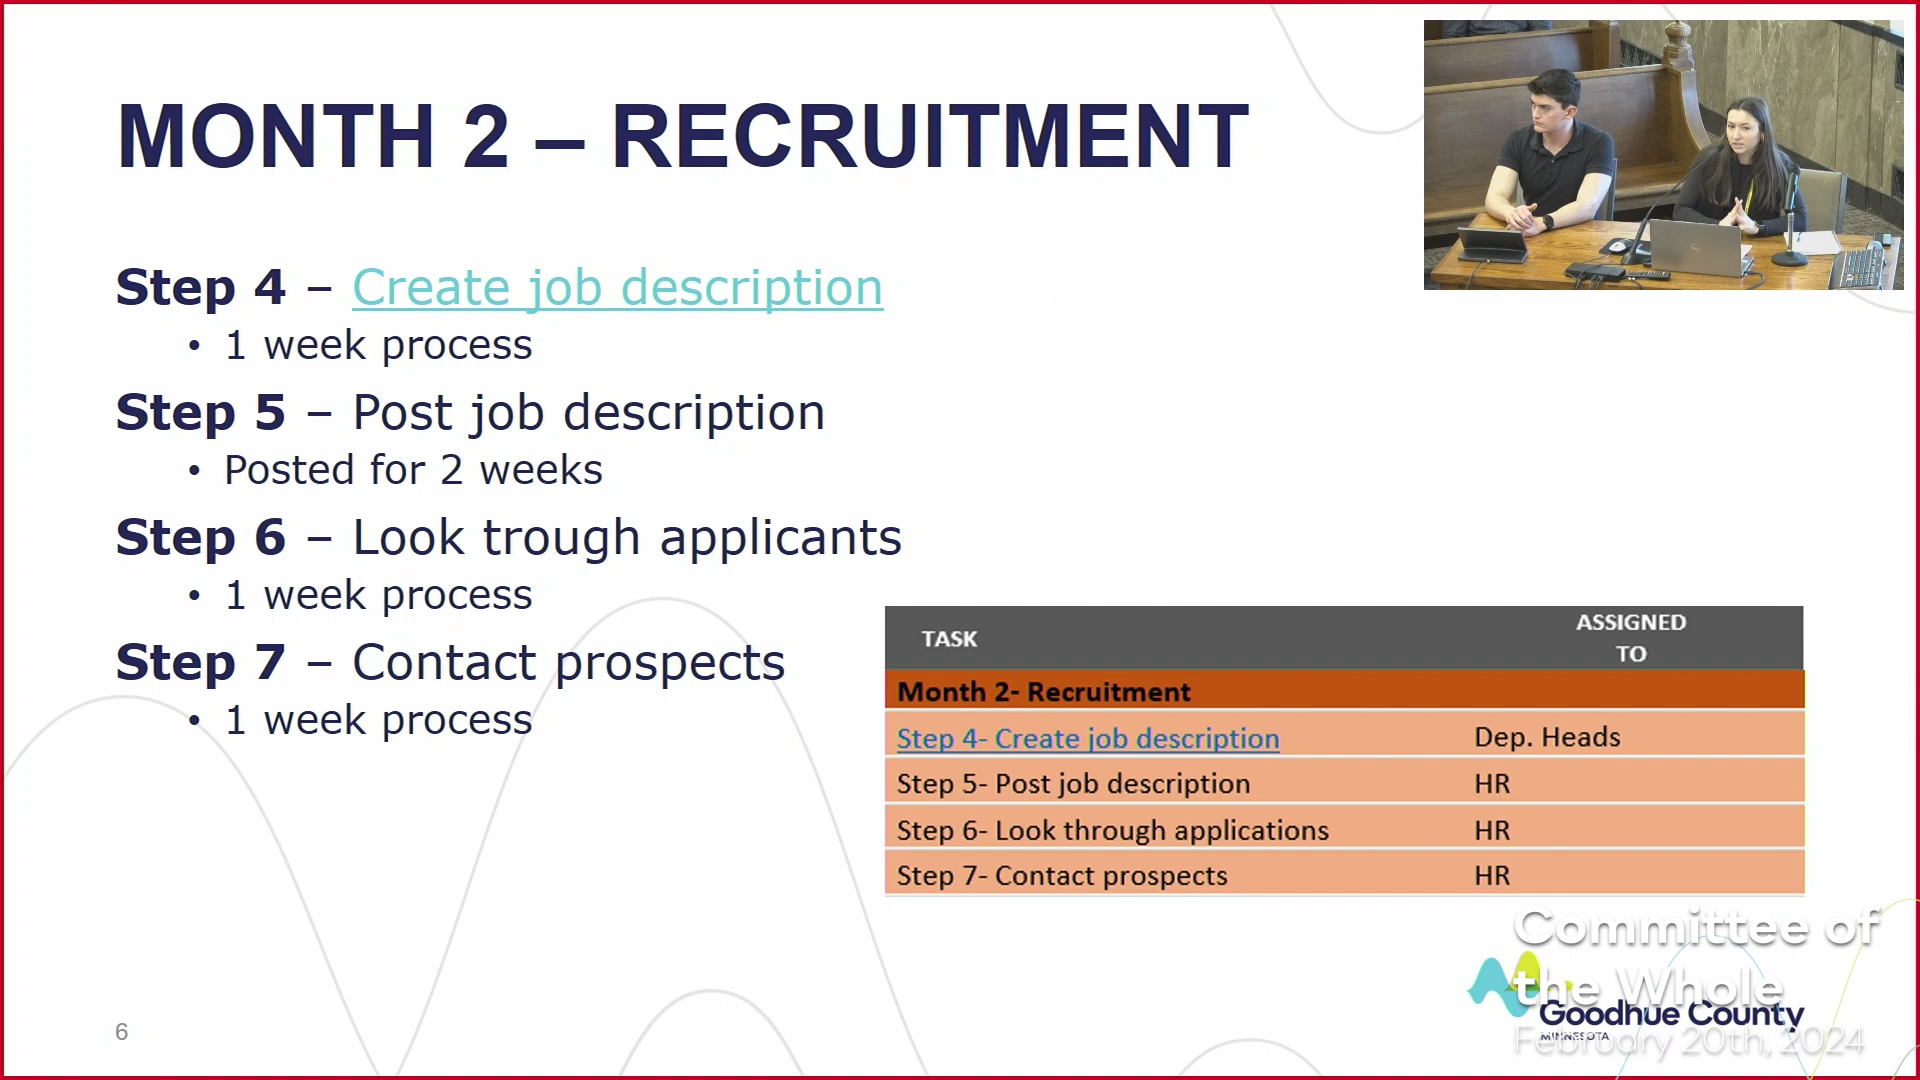 MONTH 2 – RECRUITMENT
Step 4 – Create job description
• 1 week process
Step 5 – Post job description
• Posted for 2 weeks
Step 6 – Look trough applicants
• 1 week process
Step 7 – Contact prospects
• 1 week process
TASK
ASSIGNED
TO
Month 2- Recruitment
Step 4- Create job description Dep. Heads
Step 5- Post job description HR
Step 6- Look through applications HR
Step 7- Contact prospects HR
Committee of
the Whole
Goodhue County
MINNESOTA
February 20th, 2024
6